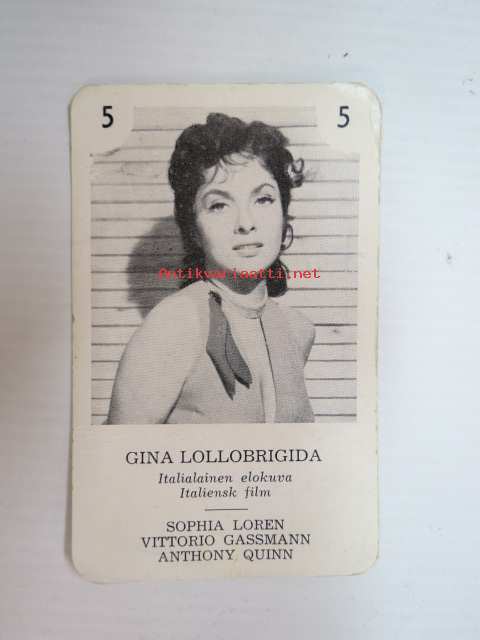 5 5
Antikvariaatti.net
GINA LOLLOBRIGIDA
Italialainen elokuva
Italiensk film
SOPHIA LOREN
VITTORIO GASSMANN
ANTHONY QUINN